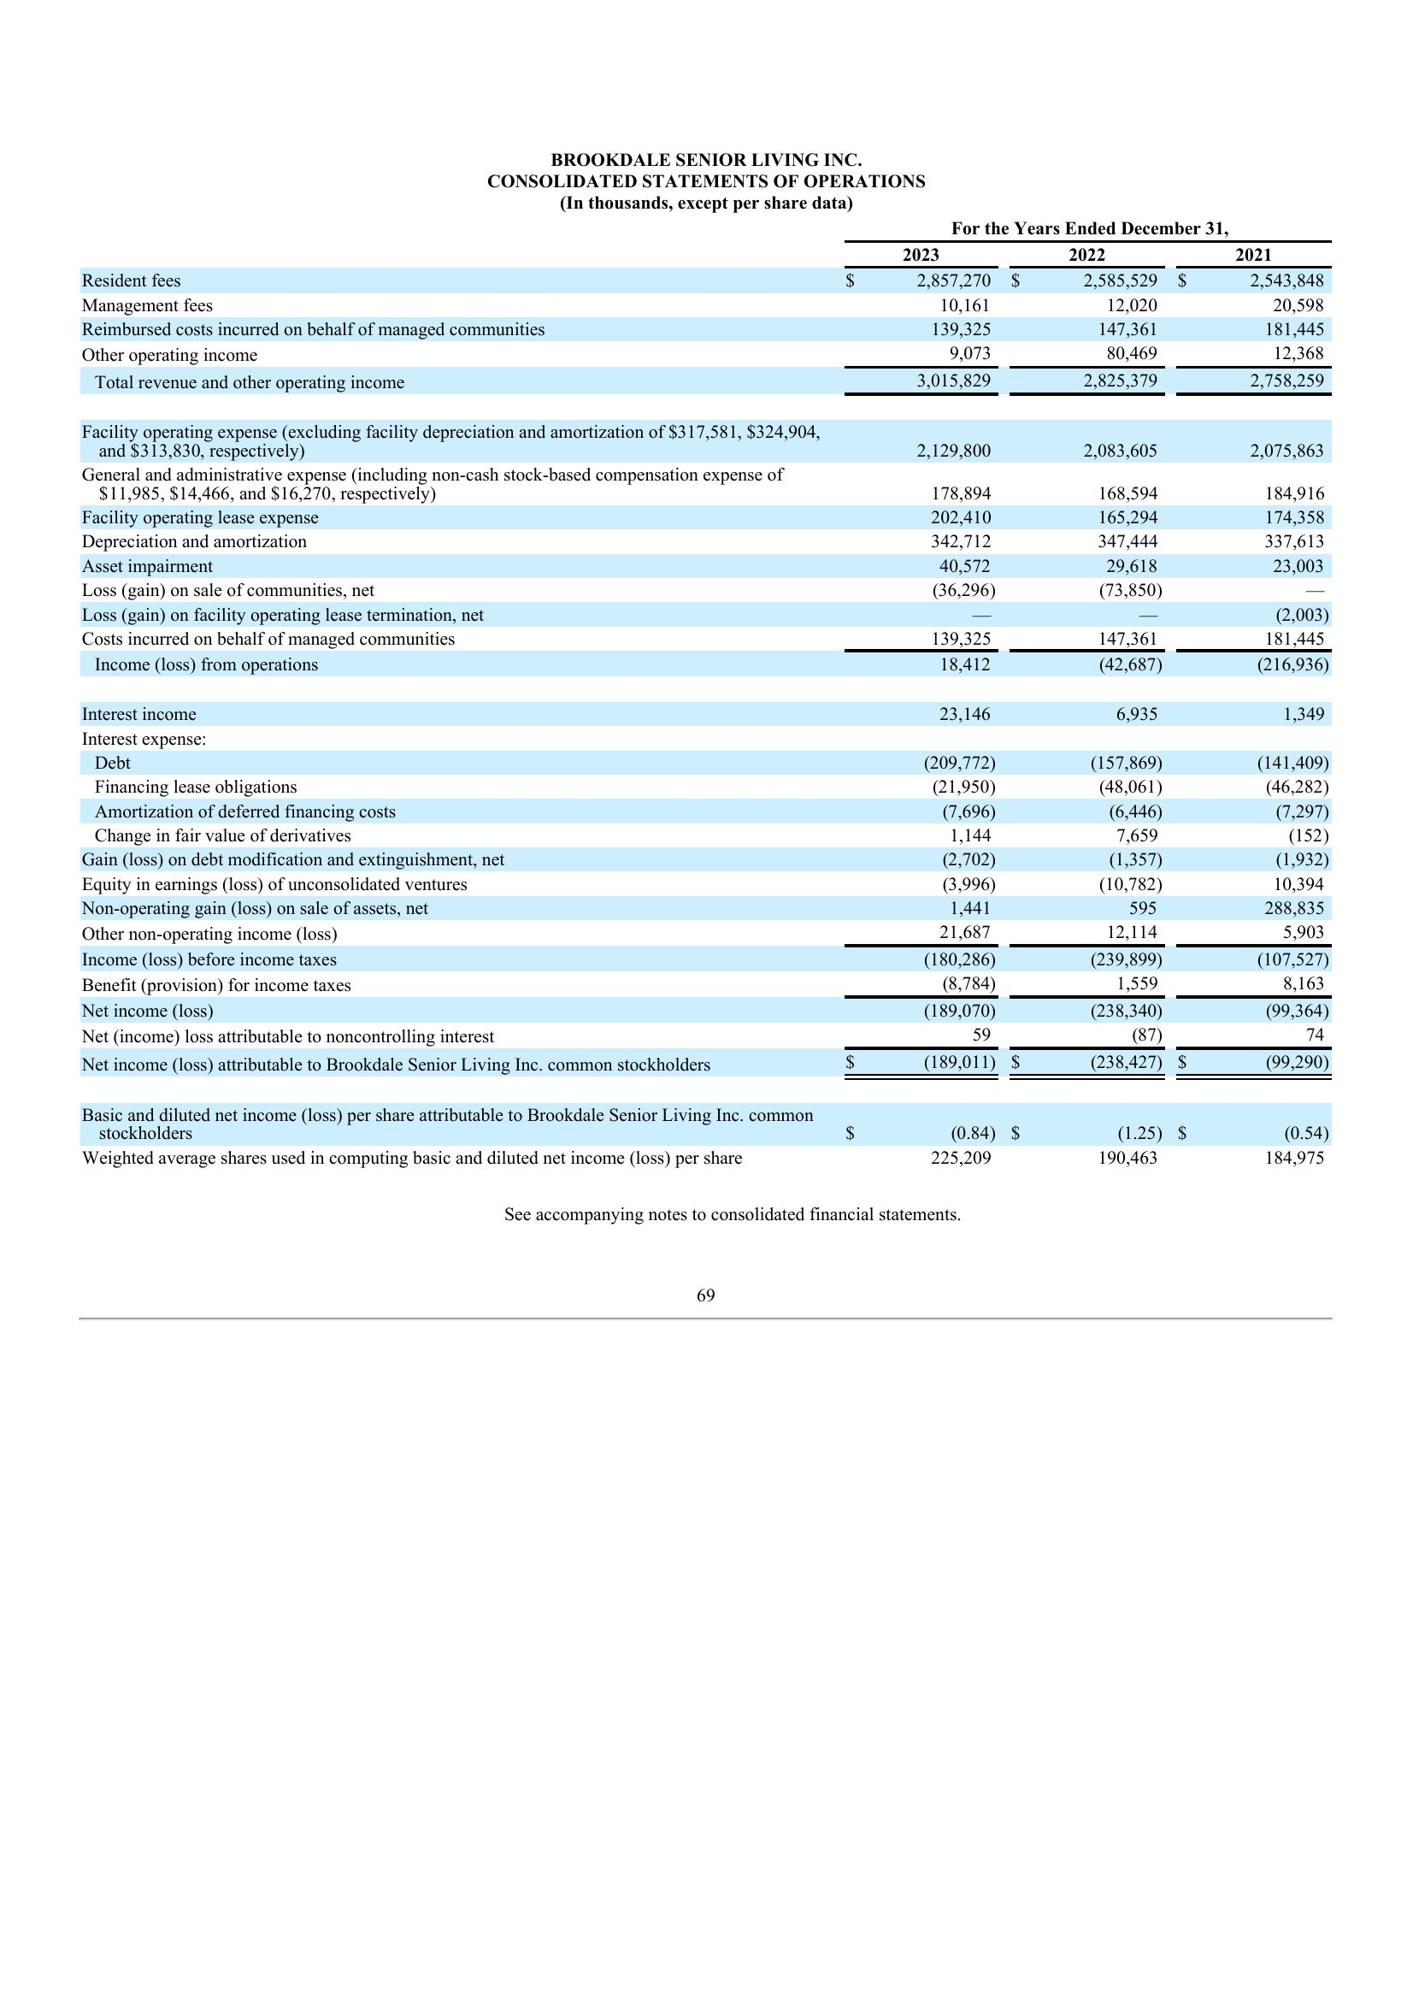 BROOKDALE SENIOR LIVING INC.
CONSOLIDATED STATEMENTS OF OPERATIONS
(In thousands, except per share data)
For the Years Ended December 31,
2023 2022 2021
Resident fees $ 2,857,270 $ 2,585,529 $ 2,543,848
Management fees 10,161 12,020 20,598
Reimbursed costs incurred on behalf of managed communities 139,325 147,361 181,445
Other operating income 9,073 80,469 12,368
Total revenue and other operating income 3,015,829 2,825,379 2,758,259
Facility operating expense (excluding facility depreciation and amortization of $317,581, $324,904,
and $313,830, respectively) 2,129,800 2,083,605 2,075,863
General and administrative expense (including non-cash stock-based compensation expense of
$11,985, $14,466, and $16,270, respectively) 178,894 168,594 184,916
Facility operating lease expense 202,410 165,294 174,358
Depreciation and amortization 342,712 347,444 337,613
Asset impairment 40,572 29,618 23,003
Loss (gain) on sale of communities, net (36,296) (73,850) —
Loss (gain) on facility operating lease termination, net — — (2,003)
Costs incurred on behalf of managed communities 139,325 147,361 181,445
Income (loss) from operations 18,412 (42,687) (216,936)
Interest income 23,146 6,935 1,349
Interest expense:
Debt (209,772) (157,869) (141,409)
Financing lease obligations (21,950) (48,061) (46,282)
Amortization of deferred financing costs (7,696) (6,446) (7,297)
Change in fair value of derivatives 1,144 7,659 (152)
Gain (loss) on debt modification and extinguishment, net (2,702) (1,357) (1,932)
Equity in earnings (loss) of unconsolidated ventures (3,996) (10,782) 10,394
Non-operating gain (loss) on sale of assets, net 1,441 595 288,835
Other non-operating income (loss) 21,687 12,114 5,903
Income (loss) before income taxes (180,286) (239,899) (107,527)
Benefit (provision) for income taxes (8,784) 1,559 8,163
Net income (loss) (189,070) (238,340) (99,364)
Net (income) loss attributable to noncontrolling interest 59 (87) 74
Net income (loss) attributable to Brookdale Senior Living Inc. common stockholders $ (189,011) $ (238,427) $ (99,290)
Basic and diluted net income (loss) per share attributable to Brookdale Senior Living Inc. common
stockholders $ (0.84) $ (1.25) $ (0.54)
Weighted average shares used in computing basic and diluted net income (loss) per share 225,209 190,463 184,975
See accompanying notes to consolidated financial statements.
69